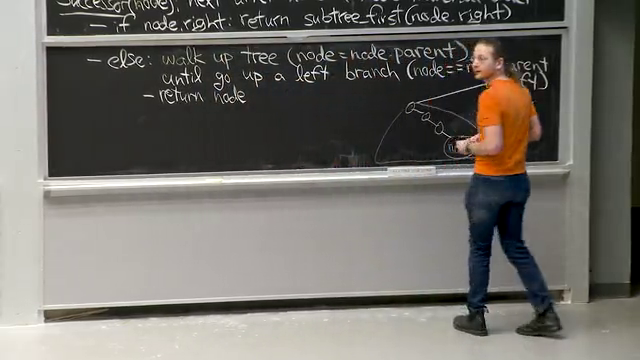 Successor(node): next after
- if node.right: return subtree_first(node.right)
- else: walk up tree (node=node.parent)
until go up a left branch (node==
- return node